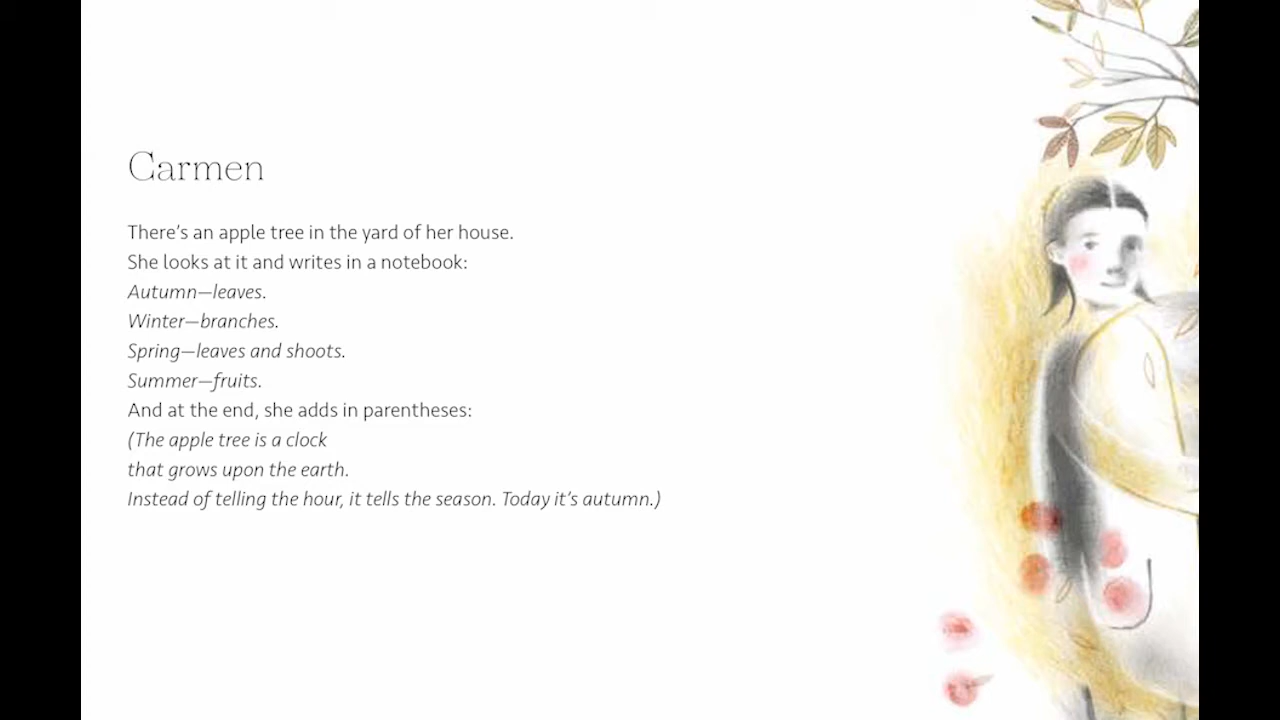 Carmen
There's an apple tree in the yard of her house.
She looks at it and writes in a notebook:
Autumn—leaves.
Winter—branches.
Spring—leaves and shoots.
Summer—fruits.
And at the end, she adds in parentheses:
(The apple tree is a clock
that grows upon the earth.
Instead of telling the hour, it tells the season. Today it's autumn.)